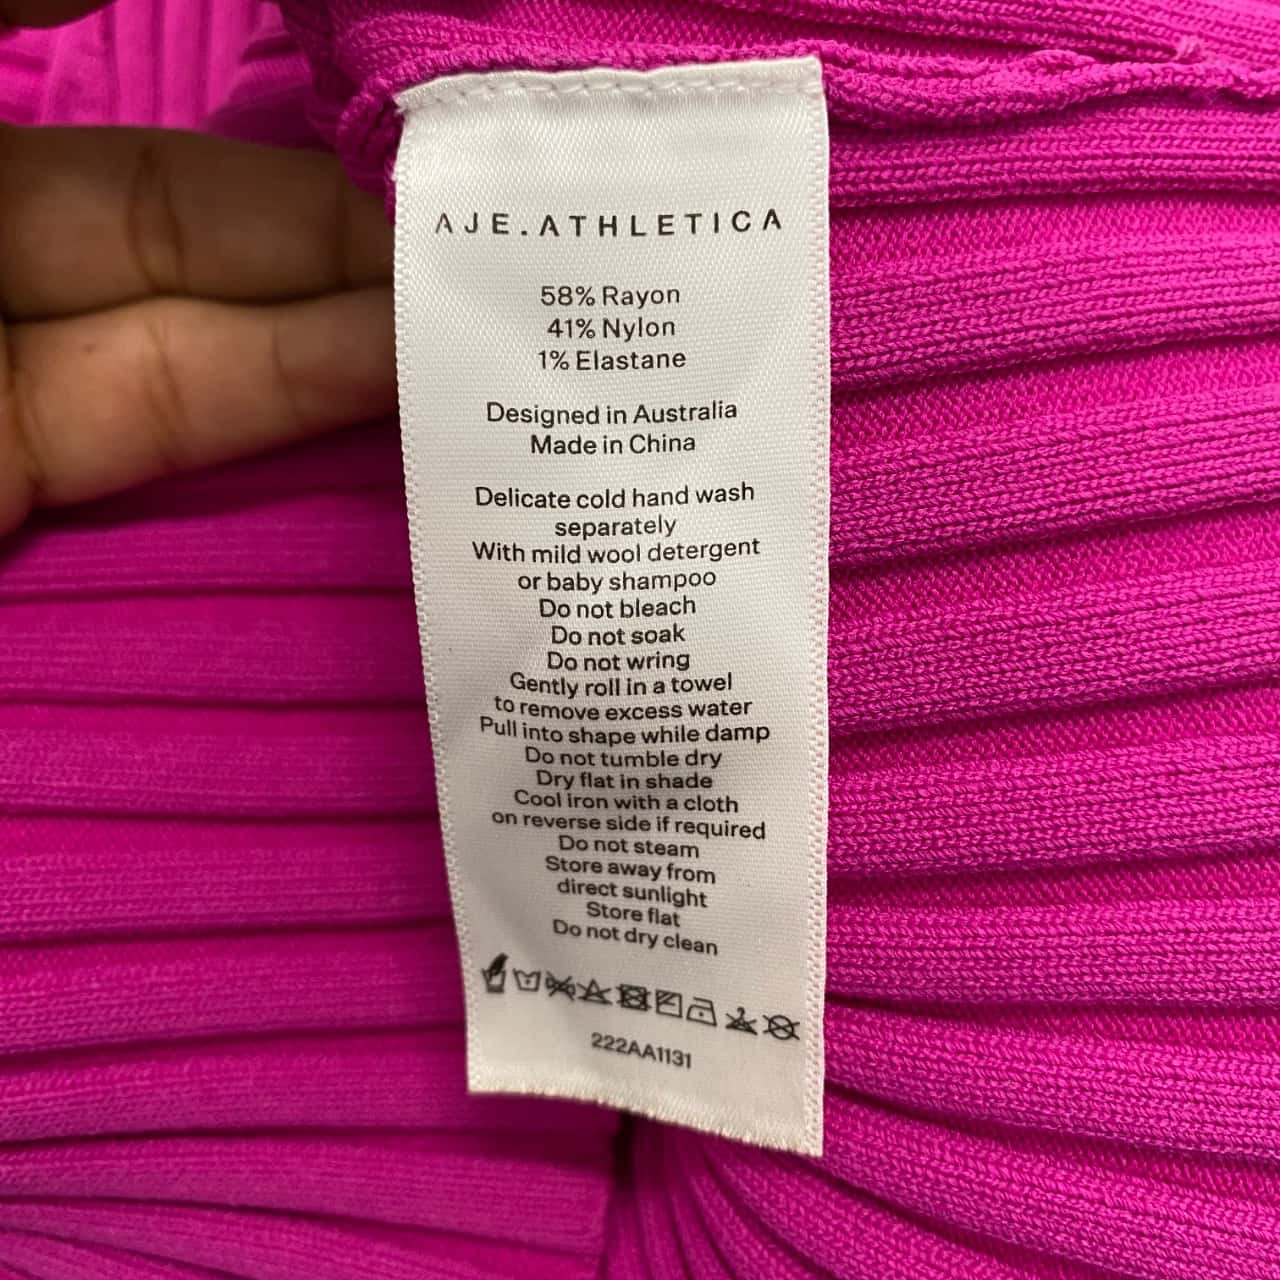 AJE.ATHLETICA
58% Rayon
41% Nylon
1% Elastane
Designed in Australia
Made in China
Delicate cold hand wash
separately
With mild wool detergent
or baby shampoo
Do not bleach
Do not soak
Do not wring
Gently roll in a towel
to remove excess water
Pull into shape while damp
Do not tumble dry
Dry flat in shade
Cool iron with a cloth
on reverse side if required
Do not steam
Store away from
direct sunlight
Store flat
Do not dry clean
222AA1131